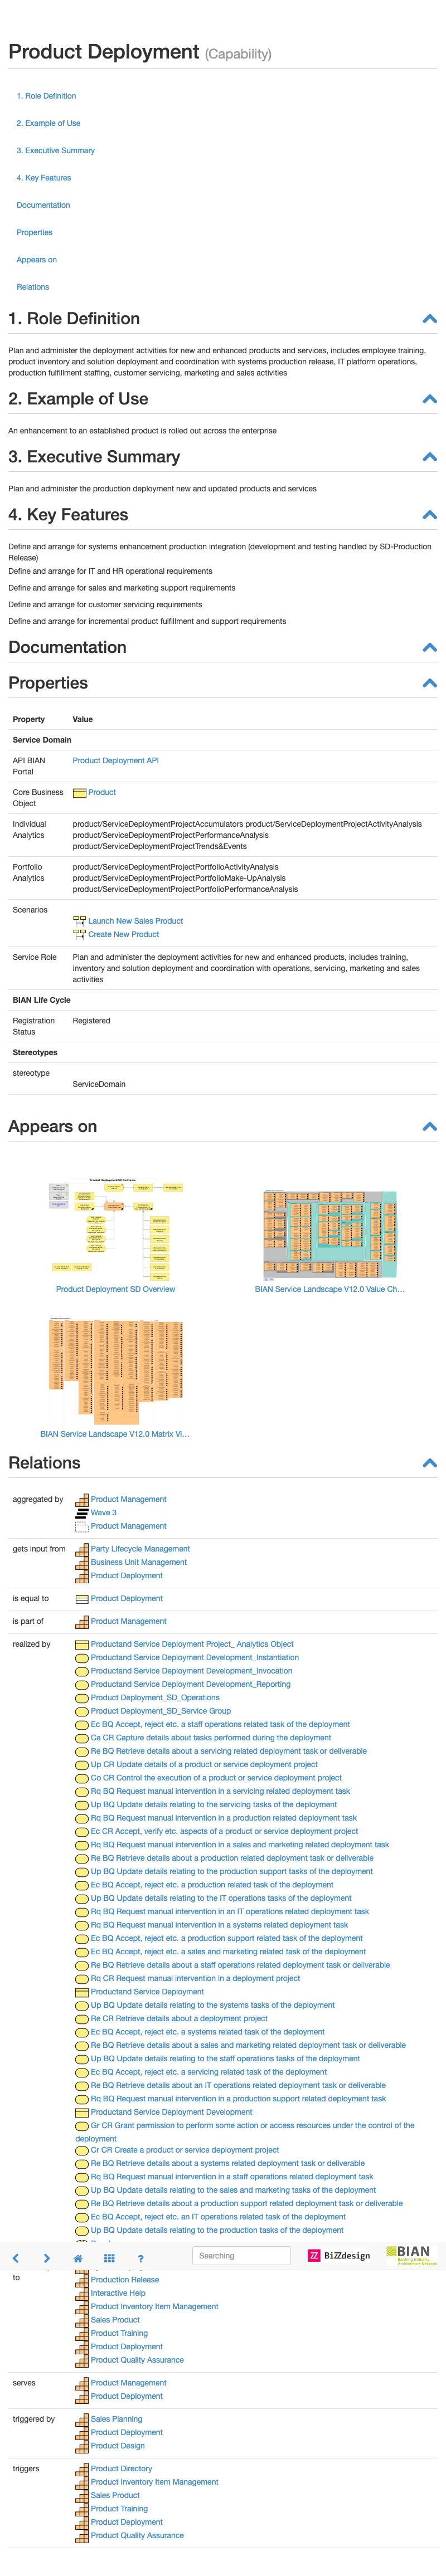 Product Deployment (Capability)
1. Role Definition
2. Example of Use
3. Executive Summary
4. Key Features
Documentation
Properties
Appears on
Relations
1. Role Definition
Plan and administer the deployment activities for new and enhanced products and services, includes employee training,
product inventory and solution deployment and coordination with systems production release, IT platform operations,
production fulfillment staffing, customer servicing, marketing and sales activities
2. Example of Use
An enhancement to an established product is rolled out across the enterprise
3. Executive Summary
Plan and administer the production deployment new and updated products and services
4. Key Features
Define and arrange for systems enhancement production integration (development and testing handled by SD-Production
Release)
Define and arrange for IT and HR operational requirements
Define and arrange for sales and marketing support requirements
Define and arrange for customer servicing requirements
Define and arrange for incremental product fulfillment and support requirements
Documentation
Properties
Property Value
Service Domain
API BIAN Product Deployment API
Portal
Core Business Product
Object
Individual product/ServiceDeploymentProjectAccumulators product/ServiceDeploymentProjectActivityAnalysis
Analytics product/ServiceDeploymentProjectPerformanceAnalysis
product/ServiceDeploymentProjectTrends&Events
Portfolio product/ServiceDeploymentProjectPortfolioActivityAnalysis
Analytics product/ServiceDeploymentProjectPortfolioMake-UpAnalysis
product/ServiceDeploymentProjectPortfolioPerformanceAnalysis
Scenarios
Launch New Sales Product
Create New Product
Service Role Plan and administer the deployment activities for new and enhanced products, includes training,
inventory and solution deployment and coordination with operations, servicing, marketing and sales
activities
BIAN Life Cycle
Registration Registered
Status
Stereotypes
stereotype
ServiceDomain
Appears on
Product Deployment SD Overview
BIAN Service Landscape V12.0 Value Ch...
BIAN Service Landscape V12.0 Matrix Vi...
Relations
aggregated by Product Management
Wave 3
Product Management
gets input from Party Lifecycle Management
Business Unit Management
Product Deployment
is equal to Product Deployment
is part of Product Management
realized by Productand Service Deployment Project_ Analytics Object
Productand Service Deployment Development_Instantiation
Productand Service Deployment Development_Invocation
Productand Service Deployment Development_Reporting
Product Deployment_SD_Operations
Product Deployment_SD_Service Group
Ec BQ Accept, reject etc. a staff operations related task of the deployment
Ca CR Capture details about tasks performed during the deployment
Re BQ Retrieve details about a servicing related deployment task or deliverable
Up CR Update details of a product or service deployment project
Co CR Control the execution of a product or service deployment project
Rq BQ Request manual intervention in a servicing related deployment task
Up BQ Update details relating to the servicing tasks of the deployment
Rq BQ Request manual intervention in a production related deployment task
Ec CR Accept, verify etc. aspects of a product or service deployment project
Rq BQ Request manual intervention in a sales and marketing related deployment task
Re BQ Retrieve details about a production related deployment task or deliverable
Up BQ Update details relating to the production support tasks of the deployment
Ec BQ Accept, reject etc. a production related task of the deployment
Up BQ Update details relating to the IT operations tasks of the deployment
Rq BQ Request manual intervention in an IT operations related deployment task
Rq BQ Request manual intervention in a systems related deployment task
Ec BQ Accept, reject etc. a production support related task of the deployment
Ec BQ Accept, reject etc. a sales and marketing related task of the deployment
Re BQ Retrieve details about a staff operations related deployment task or deliverable
Rq CR Request manual intervention in a deployment project
Productand Service Deployment
Up BQ Update details relating to the systems tasks of the deployment
Re CR Retrieve details about a deployment project
Ec BQ Accept, reject etc. a systems related task of the deployment
Re BQ Retrieve details about a sales and marketing related deployment task or deliverable
Up BQ Update details relating to the staff operations tasks of the deployment
Ec BQ Accept, reject etc. a servicing related task of the deployment
Re BQ Retrieve details about an IT operations related deployment task or deliverable
Rq BQ Request manual intervention in a production support related deployment task
Productand Service Deployment Development
Gr CR Grant permission to perform some action or access resources under the control of the
deployment
Cr CR Create a product or service deployment project
Re BQ Retrieve details about a systems related deployment task or deliverable
Rq BQ Request manual intervention in a staff operations related deployment task
Up BQ Update details relating to the sales and marketing tasks of the deployment
Re BQ Retrieve details about a production support related deployment task or deliverable
Ec BQ Accept, reject etc. an IT operations related task of the deployment
Up BQ Update details relating to the production tasks of the deployment
? Searching BiZZdesign BIAN
Banking Industry
Architecture Network
to Production Release
Interactive Help
Product Inventory Item Management
Sales Product
Product Training
Product Deployment
Product Quality Assurance
serves Product Management
Product Deployment
triggered by Sales Planning
Product Deployment
Product Design
triggers Product Directory
Product Inventory Item Management
Sales Product
Product Training
Product Deployment
Product Quality Assurance